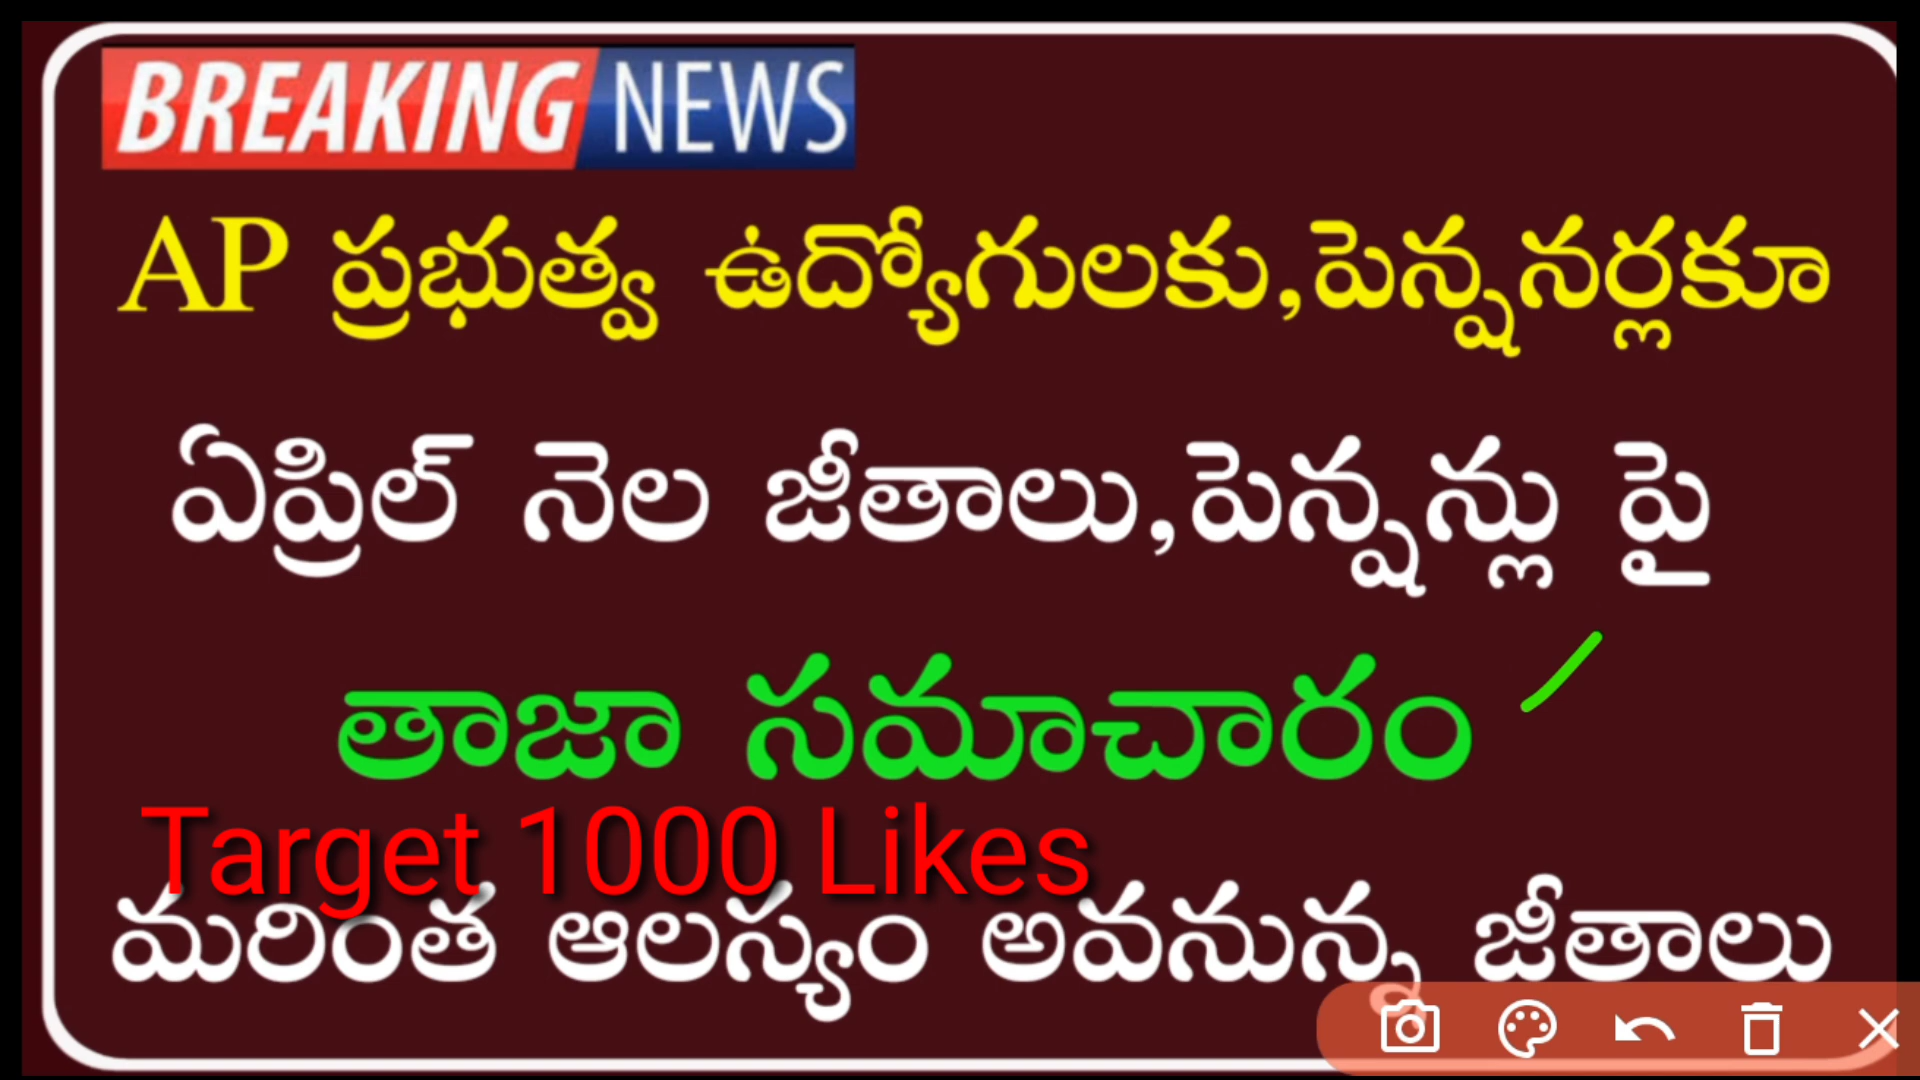 BREAKING NEWS
AP ప్రభుత్వ ఉద్యోగులకు,పెన్షనర్లకూ
ఏప్రిల్ నెల జీతాలు,పెన్షన్లు పై
తాజా సమాచారం
Target 1000 Likes
మరింత ఆలస్యం అవనున్న జీతాలు